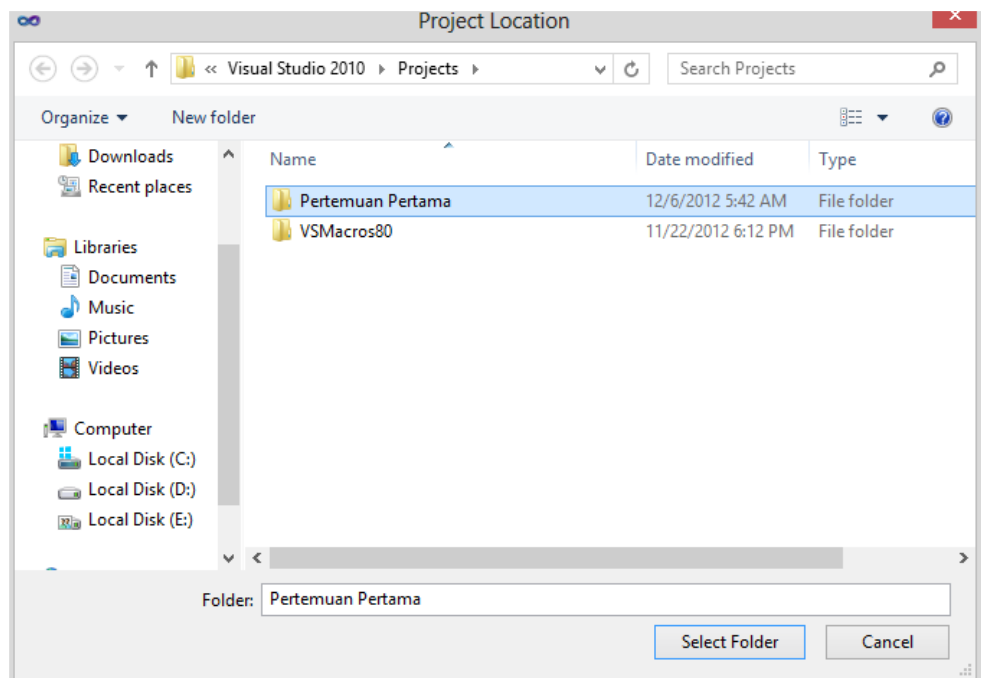 Project Location
« Visual Studio 2010 Projects Search Projects
Organize New folder
Downloads
Recent places
Libraries
Documents
Music
Pictures
Videos
Computer
Local Disk (C:)
Local Disk (D:)
Local Disk (E:)
Name Date modified Type
Pertemuan Pertama 12/6/2012 5:42 AM File folder
VSMacros80 11/22/2012 6:12 PM File folder
Folder: Pertemuan Pertama
Select Folder Cancel